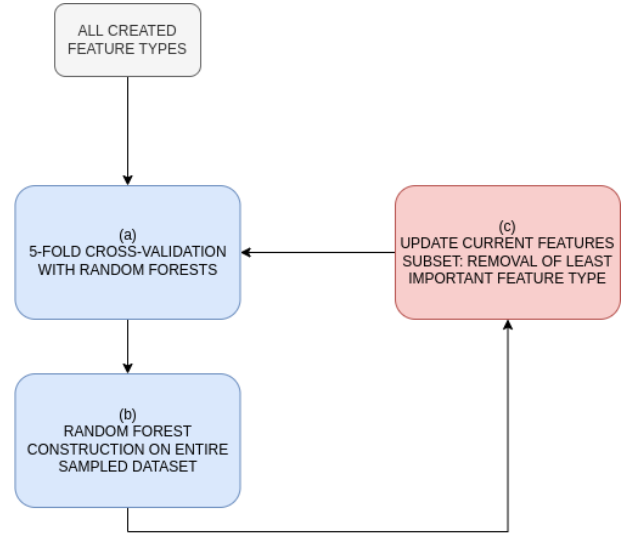 ALL CREATED
FEATURE TYPES
(a)
5-FOLD CROSS-VALIDATION
WITH RANDOM FORESTS
(c)
UPDATE CURRENT FEATURES
SUBSET: REMOVAL OF LEAST
IMPORTANT FEATURE TYPE
(b)
RANDOM FOREST
CONSTRUCTION ON ENTIRE
SAMPLED DATASET